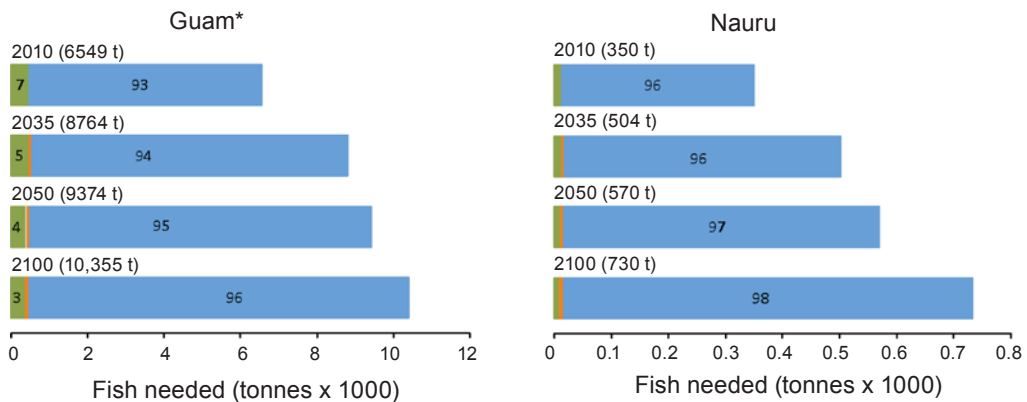 Guam*
2010 (6549 t)
7 93
2035 (8764 t)
5 94
2050 (9374 t)
4 95
2100 (10,355 t)
3 96
0 2 4 6 8 10 12
Fish needed (tonnes x 1000)
Nauru
2010 (350 t)
96
2035 (504 t)
96
2050 (570 t)
97
2100 (730 t)
98
0 0.1 0.2 0.3 0.4 0.5 0.6 0.7 0.8
Fish needed (tonnes x 1000)